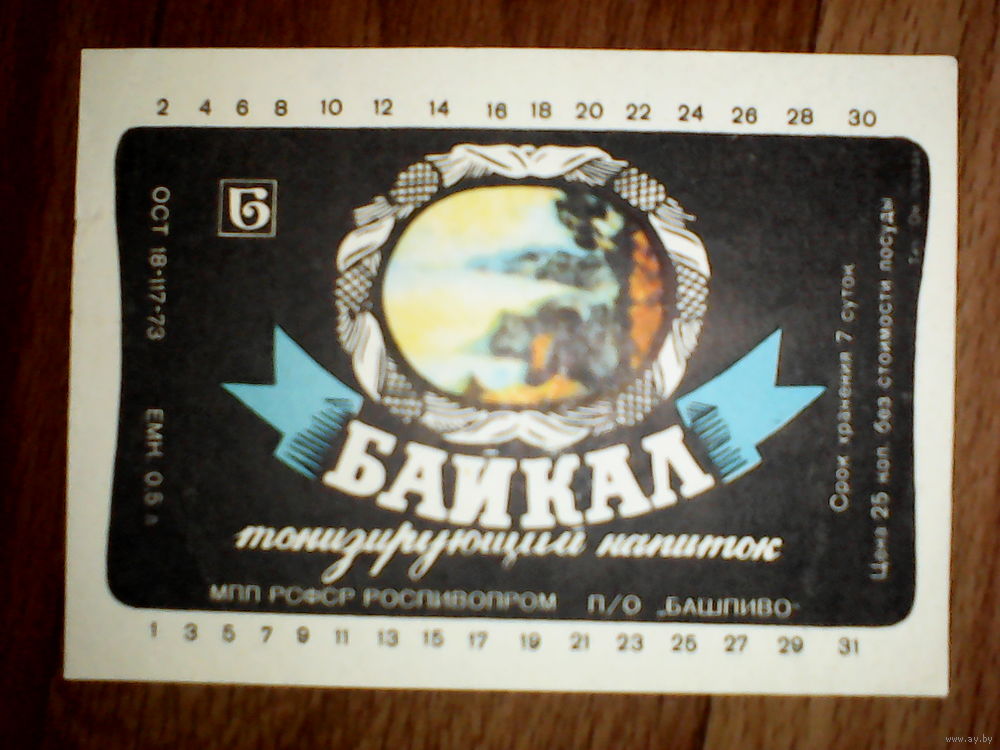 2 4 6 8 10 12 14 16 18 20 22 24 26 28 30
Б
ОСТ 18-117-73 ЕМН. 0.5 л
БАЙКАЛ
тонизирующий напиток
МПП РСФСР РОСПИВОПРОМ П/О „БАШПИВО"
Срок хранения 7 суток
Цена 25 коп. без стоимости посуды
1 3 5 7 9 11 13 15 17 19 21 23 25 27 29 31
www.ay.by